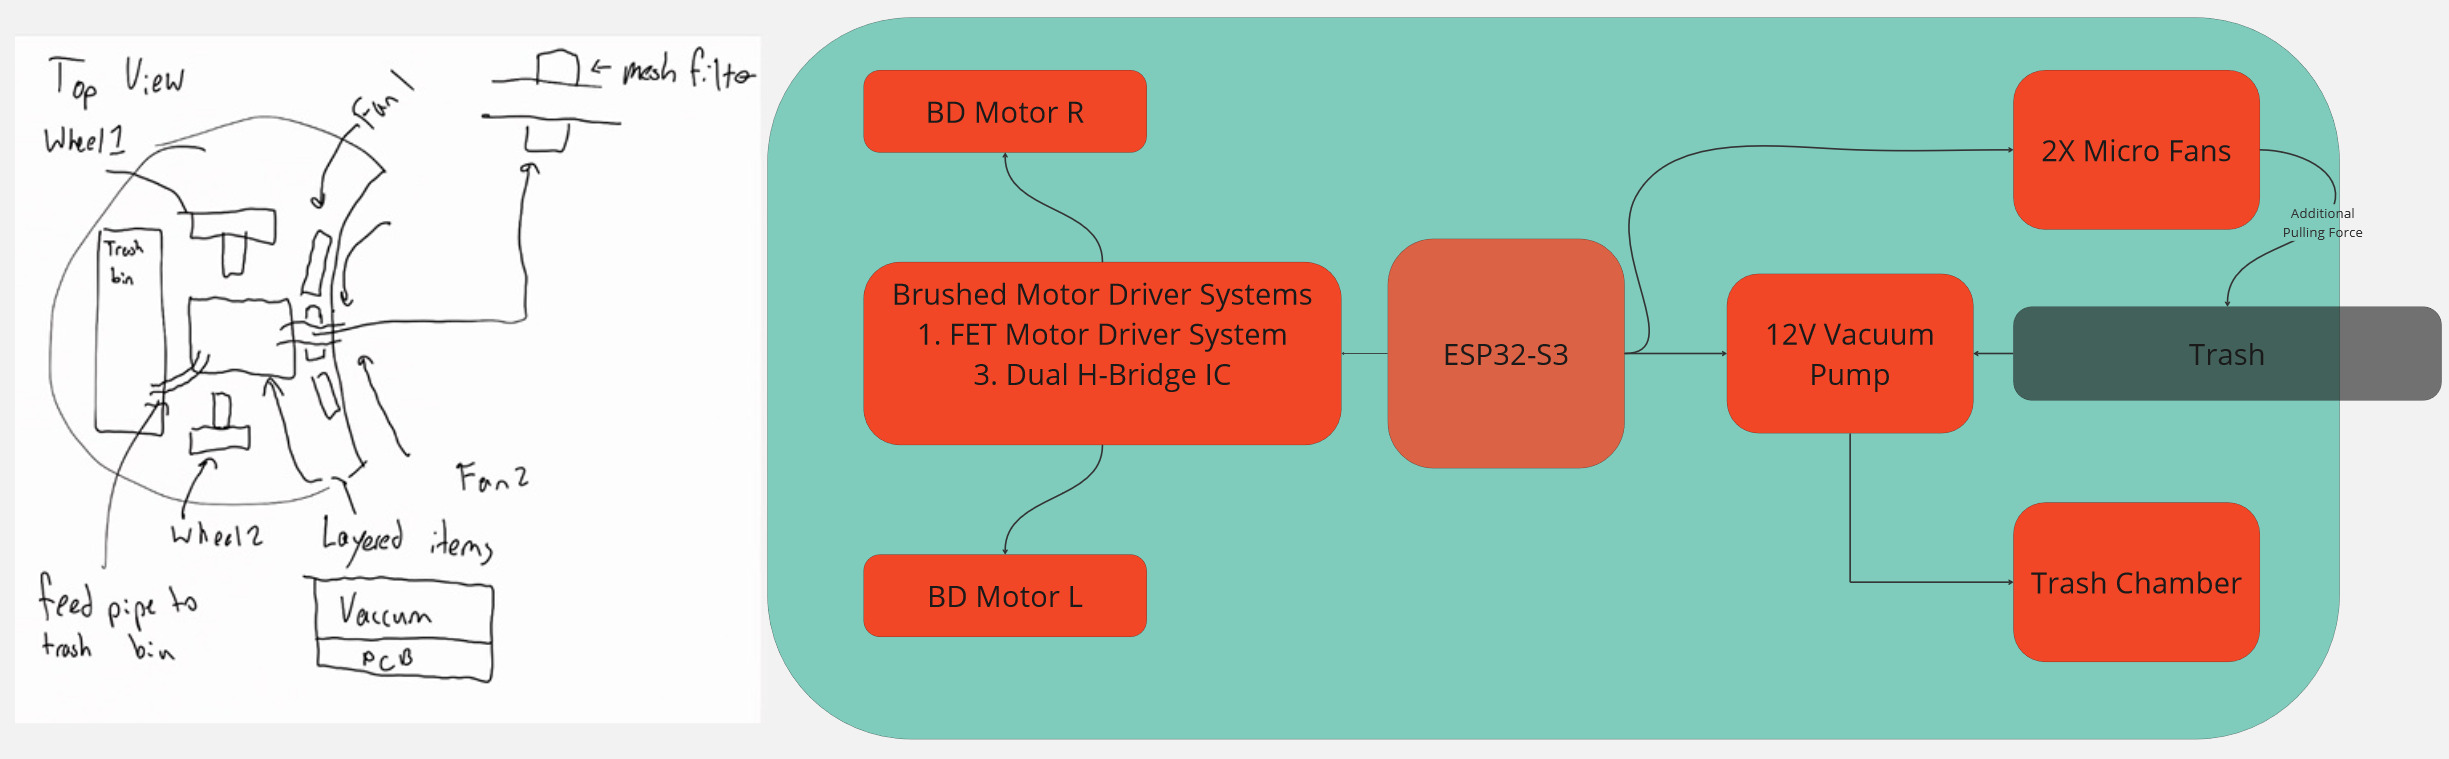 Top View
Wheel 1
Fan 1
← mesh filter
Trash
bin
Fan 2
Wheel 2
Layered items
feed pipe to
trash bin
Vaccum
PCB
BD Motor R
Brushed Motor Driver Systems
1. FET Motor Driver System
3. Dual H-Bridge IC
BD Motor L
ESP32-S3
2X Micro Fans
Additional
Pulling Force
12V Vacuum
Pump
Trash
Trash Chamber